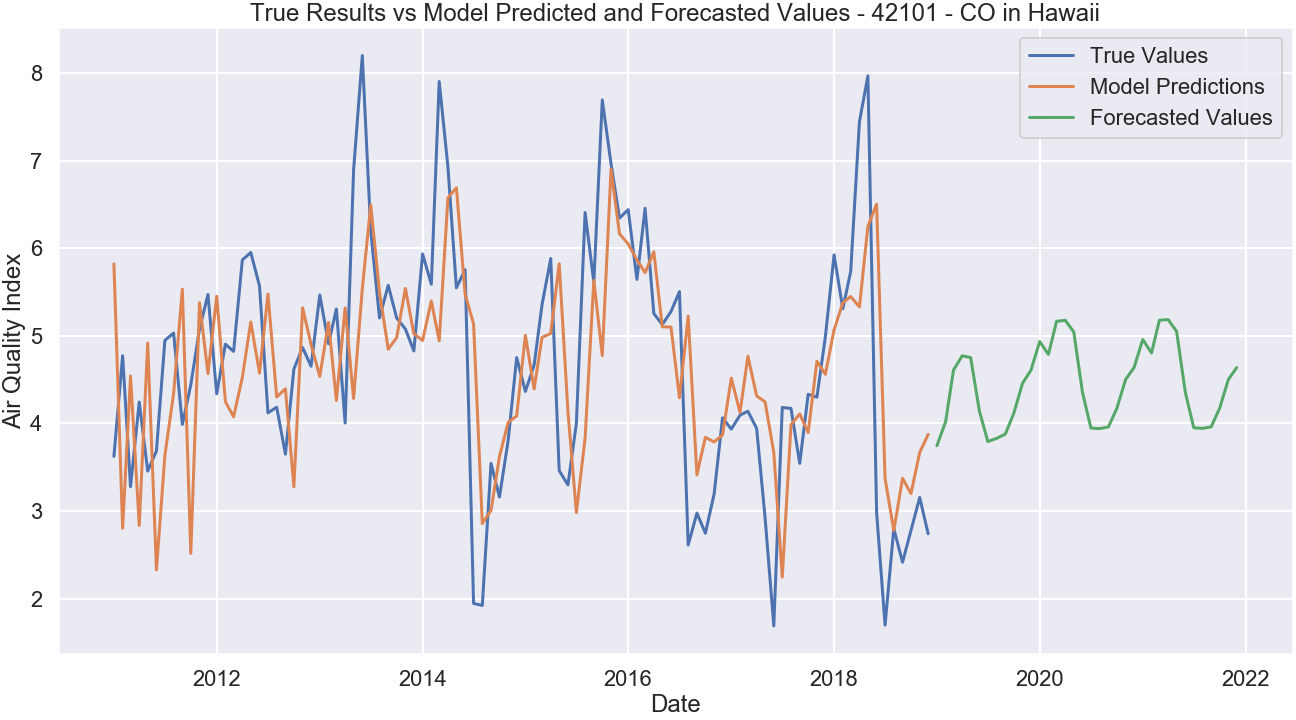 True Results vs Model Predicted and Forecasted Values - 42101 - CO in Hawaii
True Values
Model Predictions
Forecasted Values
Air Quality Index
8
7
6
5
4
3
2
2012 2014 2016 2018 2020 2022
Date